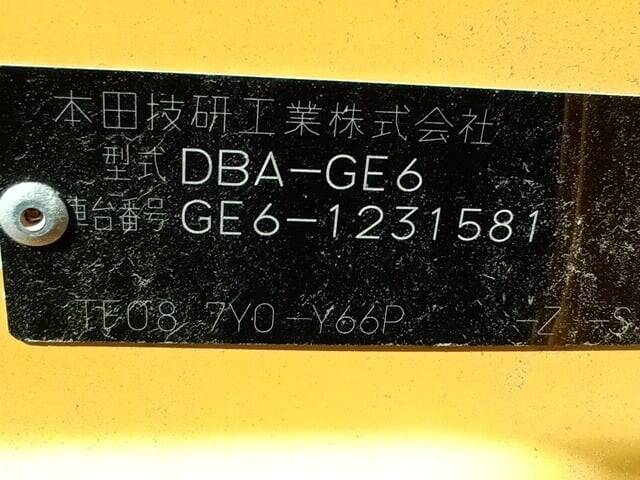 本田技研工業株式会社
型式 DBA-GE6
車台番号 GE6-1231581
TF08 7Y0-Y66P -Z -S